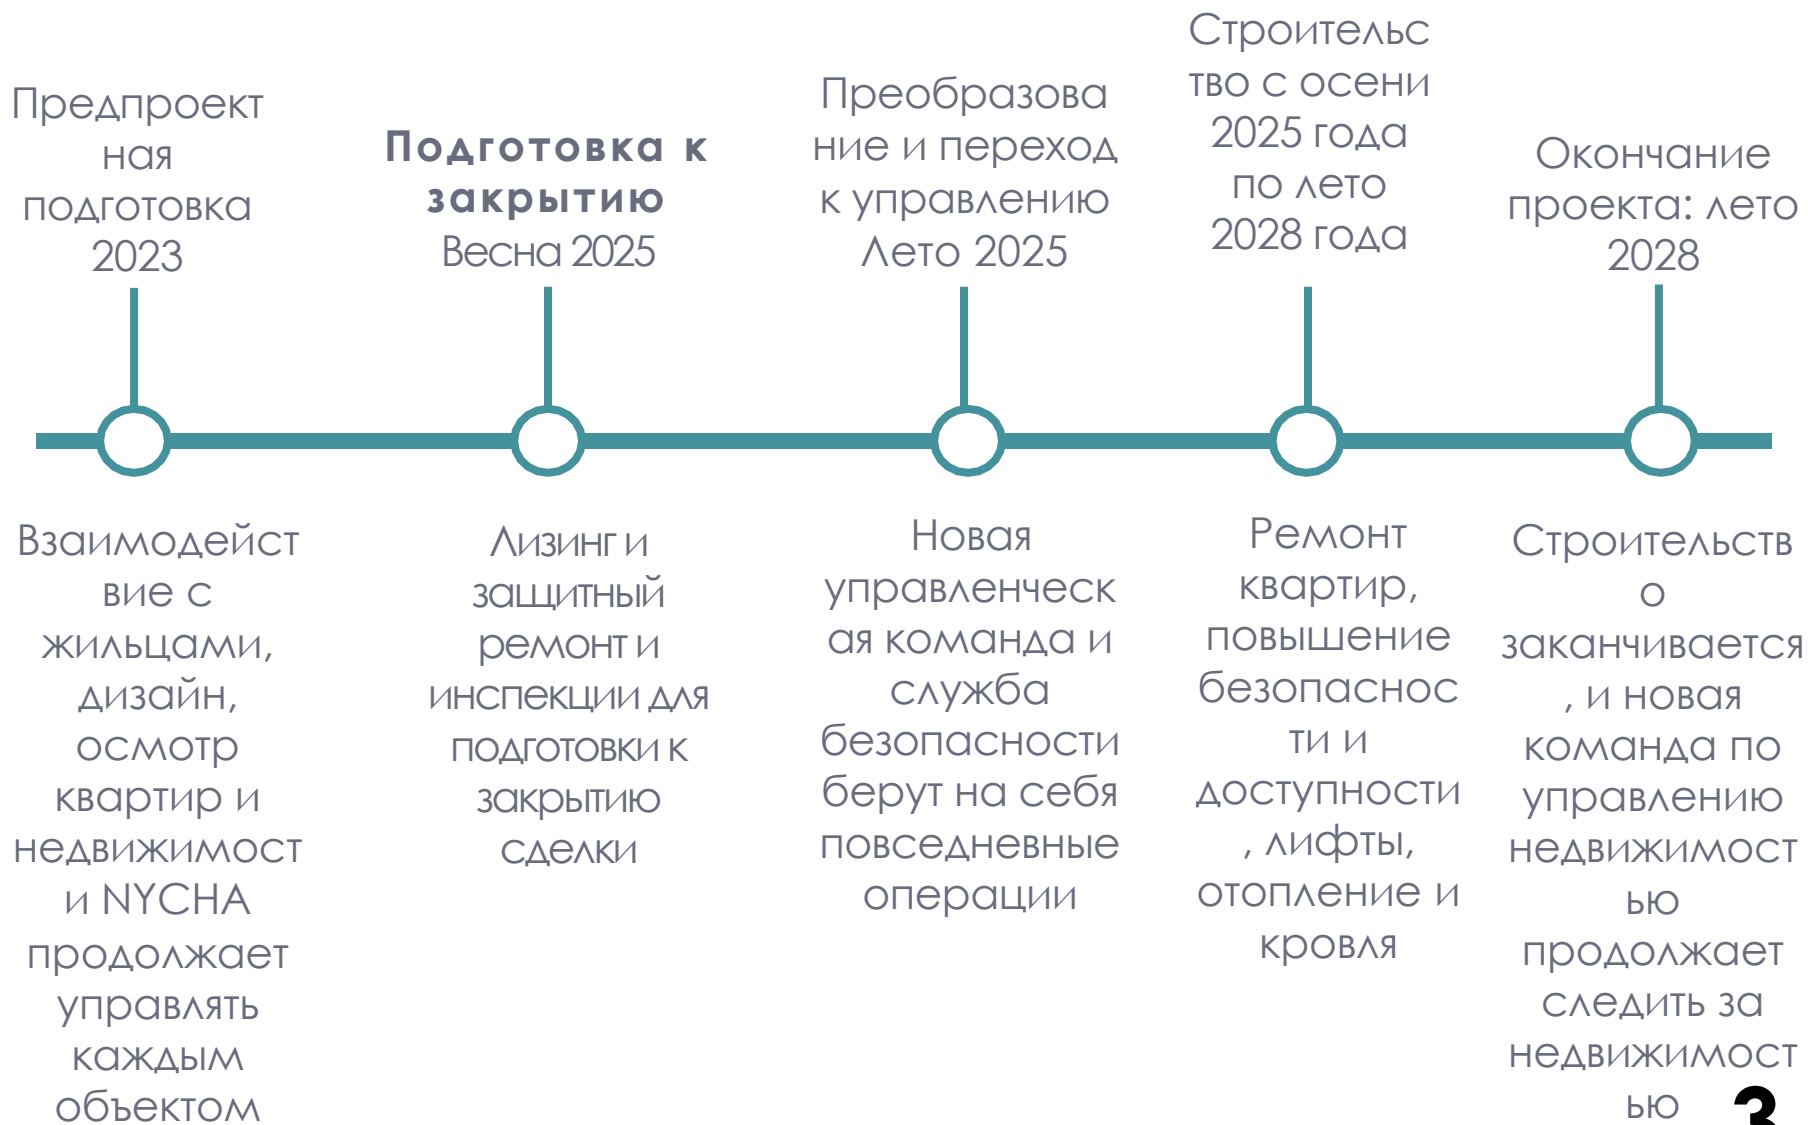 Предпроект
ная
подготовка
2023
Подготовка к
закрытию
Весна 2025
Преобразова
ние и переход
к управлению
Лето 2025
Строительс
тво с осени
2025 года
по лето
2028 года
Окончание
проекта: лето
2028
Взаимодейст
вие с
жильцами,
дизайн,
осмотр
квартир и
недвижимост
и NYCHA
продолжает
управлять
каждым
объектом
Лизинг и
защитный
ремонт и
инспекции для
подготовки к
закрытию
сделки
Новая
управленческ
ая команда и
служба
безопасности
берут на себя
повседневные
операции
Ремонт
квартир,
повышение
безопаснос
ти и
доступности
, лифты,
отопление и
кровля
Строительств
о
заканчивается
, и новая
команда по
управлению
недвижимост
ью
продолжает
следить за
недвижимост
ью
3